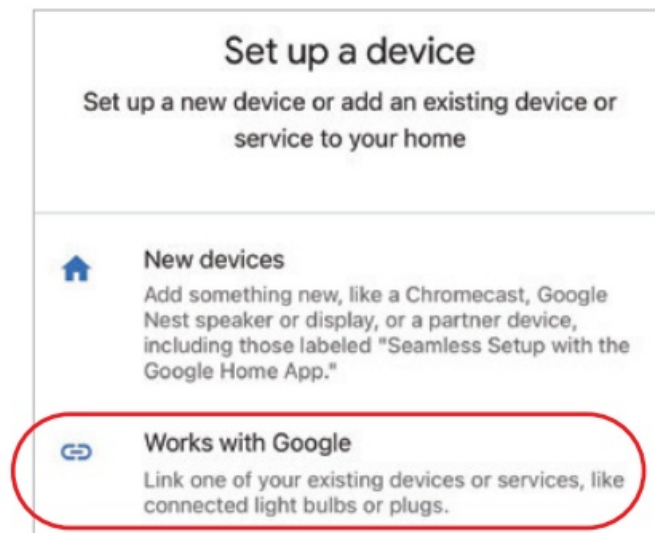 Set up a device
Set up a new device or add an existing device or
service to your home
New devices
Add something new, like a Chromecast, Google
Nest speaker or display, or a partner device,
including those labeled "Seamless Setup with the
Google Home App."
Works with Google
Link one of your existing devices or services, like
connected light bulbs or plugs.